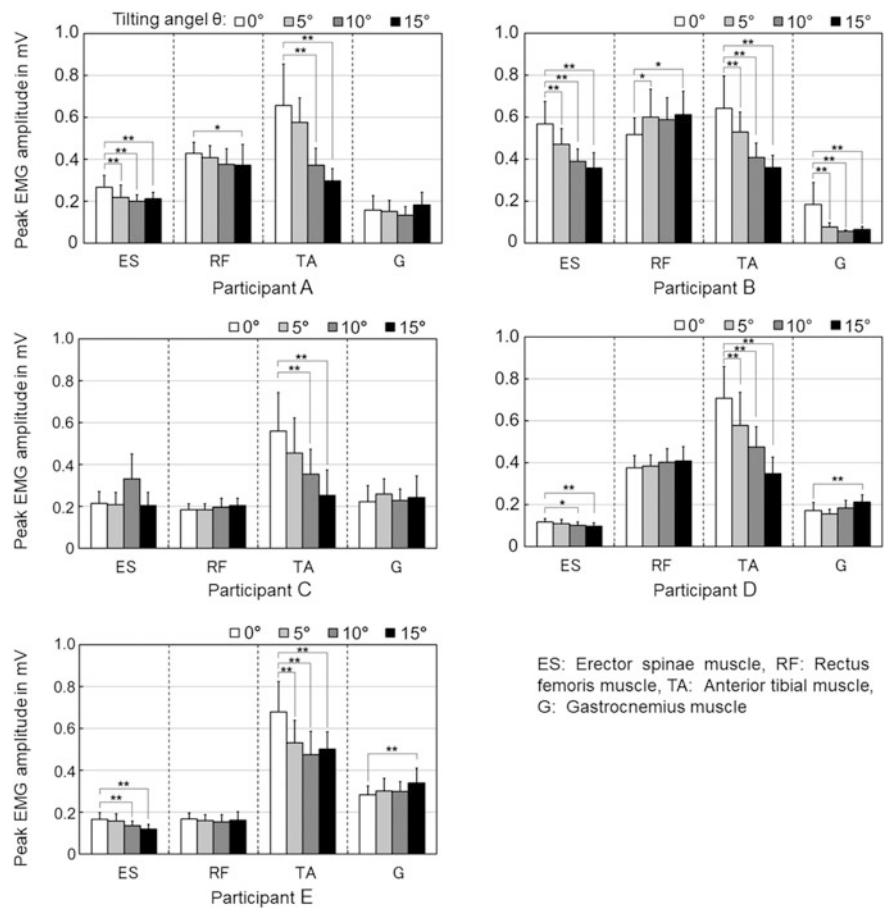 Tilting angel θ: 0° 5° 10° 15°
Peak EMG amplitude in mV
1.0
0.8
0.6
0.4
0.2
0
** ** **
*
** **
ES RF TA G
Participant A
0° 5° 10° 15°
Peak EMG amplitude in mV
1.0
0.8
0.6
0.4
0.2
0
** ** **
* *
** ** **
** ** **
ES RF TA G
Participant B
0° 5° 10° 15°
Peak EMG amplitude in mV
1.0
0.8
0.6
0.4
0.2
0
** **
ES RF TA G
Participant C
0° 5° 10° 15°
Peak EMG amplitude in mV
1.0
0.8
0.6
0.4
0.2
0
** *
** ** **
**
ES RF TA G
Participant D
0° 5° 10° 15°
Peak EMG amplitude in mV
1.0
0.8
0.6
0.4
0.2
0
** **
** ** **
**
ES RF TA G
Participant E
ES: Erector spinae muscle, RF: Rectus
femoris muscle, TA: Anterior tibial muscle,
G: Gastrocnemius muscle